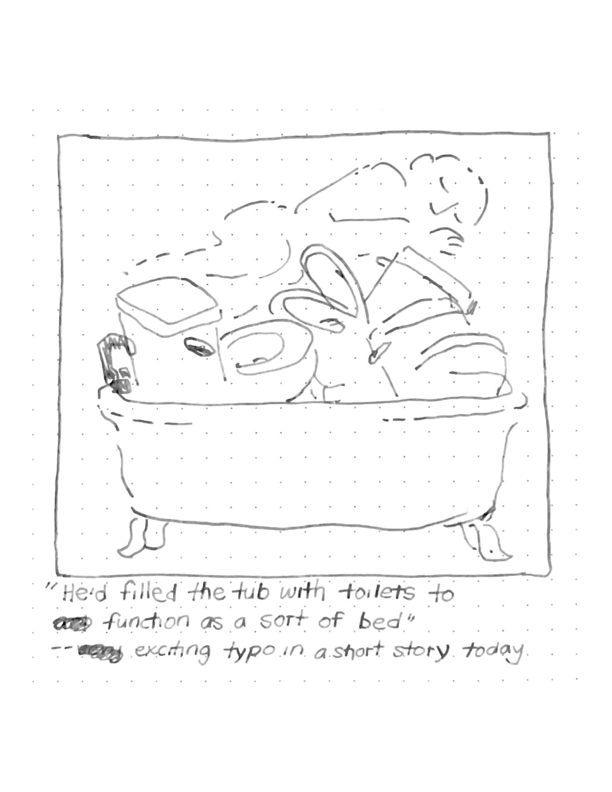 "He'd filled the tub with toilets to
function as a sort of bed"
-- exciting typo in a short story today.